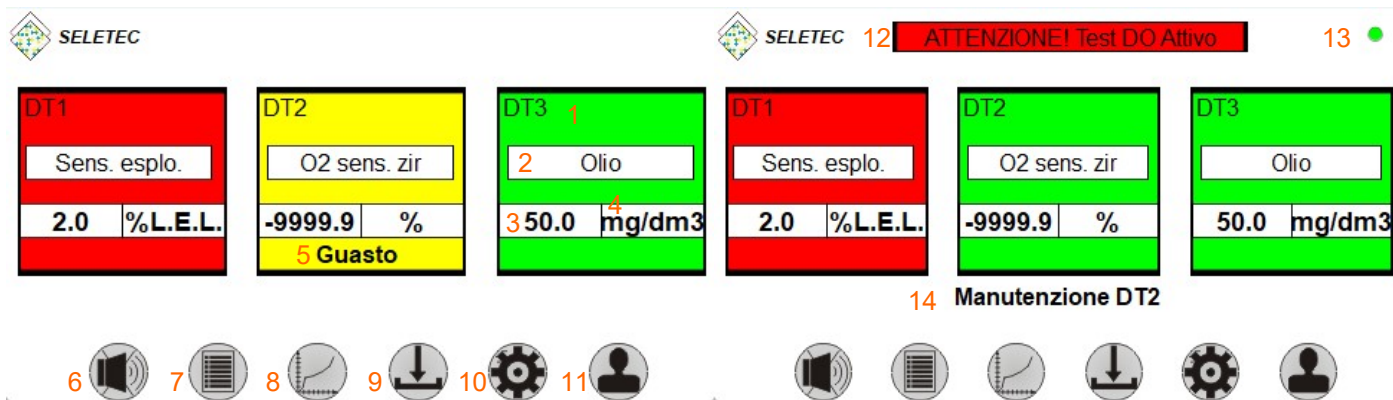 SELETEC
DT1
Sens. esplo.
2.0 %L.E.L.
DT2
O2 sens. zir
-9999.9 %
5 Guasto
DT3 1
2 Olio
4
3 50.0 mg/dm3
6 7 8 9 10 11
SELETEC 12 ATTENZIONE! Test DO Attivo 13
DT1
Sens. esplo.
2.0 %L.E.L.
DT2
O2 sens. zir
-9999.9 %
14 Manutenzione DT2
DT3
Olio
50.0 mg/dm3